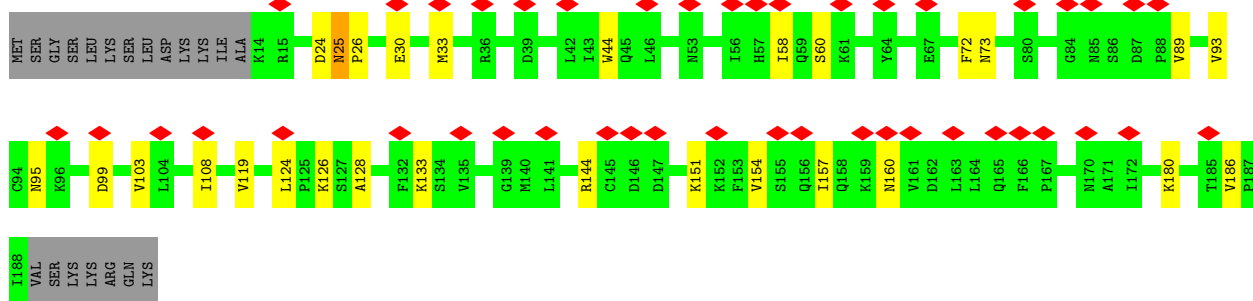 MET SER GLY SER LEU LYS SER LEU ASP LYS LYS ILE ALA K14 R15 D24 N25 P26 E30 M33 R36 D39 L42 I43 W44 Q45 L46 N53 I56 H57 I58 Q59 S60 K61 Y64 E67 F72 N73 S80 G84 N85 S86 D87 P88 V89 V93
C94 N95 K96 D99 V103 L104 I108 V119 L124 P125 K126 S127 A128 F132 K133 S134 V135 G139 M140 L141 R144 C145 D146 D147 K151 K152 F153 V154 S155 Q156 I157 Q158 K159 N160 V161 D162 L163 L164 Q165 F166 P167 N170 A171 I172 K180 T185 V186 P187
I188 VAL SER LYS LYS ARG GLN LYS